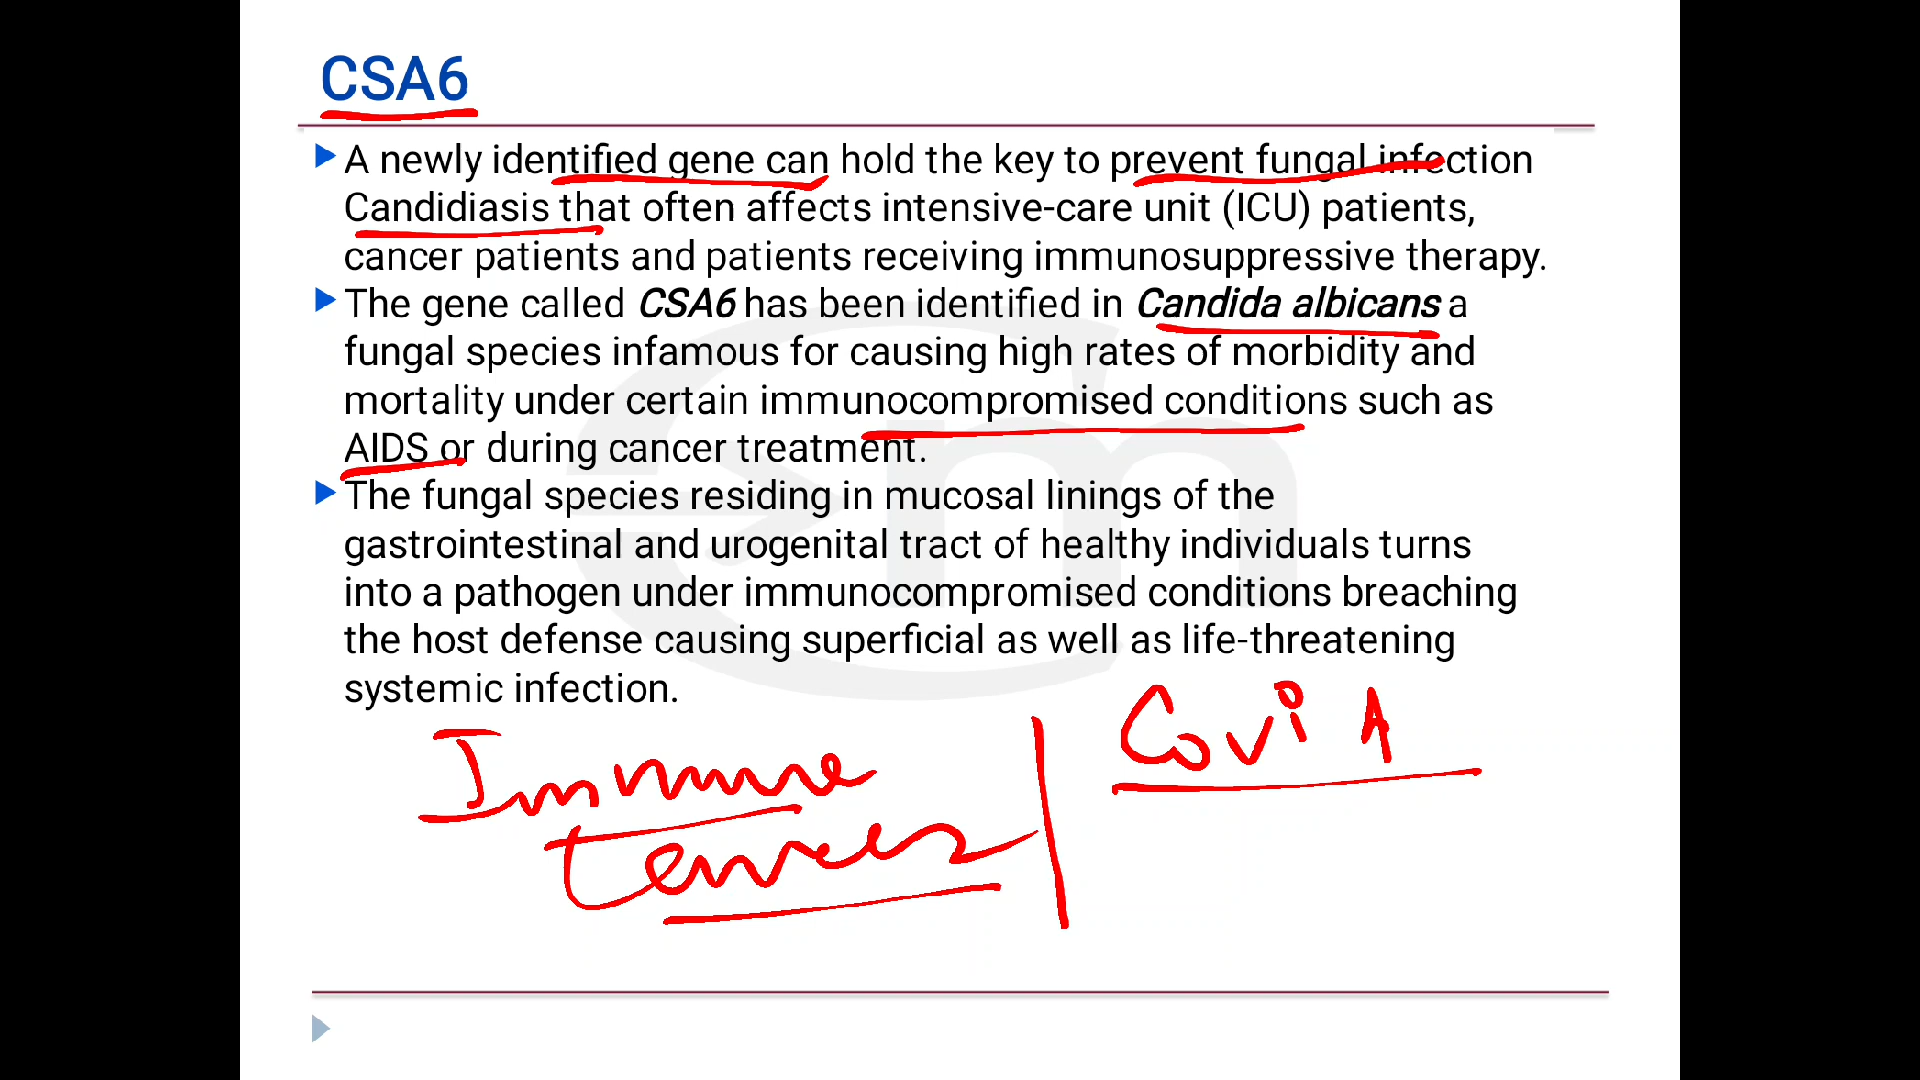 CSA6
A newly identified gene can hold the key to prevent fungal infection
Candidiasis that often affects intensive-care unit (ICU) patients,
cancer patients and patients receiving immunosuppressive therapy.
The gene called CSA6 has been identified in Candida albicans a
fungal species infamous for causing high rates of morbidity and
mortality under certain immunocompromised conditions such as
AIDS or during cancer treatment.
The fungal species residing in mucosal linings of the
gastrointestinal and urogenital tract of healthy individuals turns
into a pathogen under immunocompromised conditions breaching
the host defense causing superficial as well as life-threatening
systemic infection.
Immune